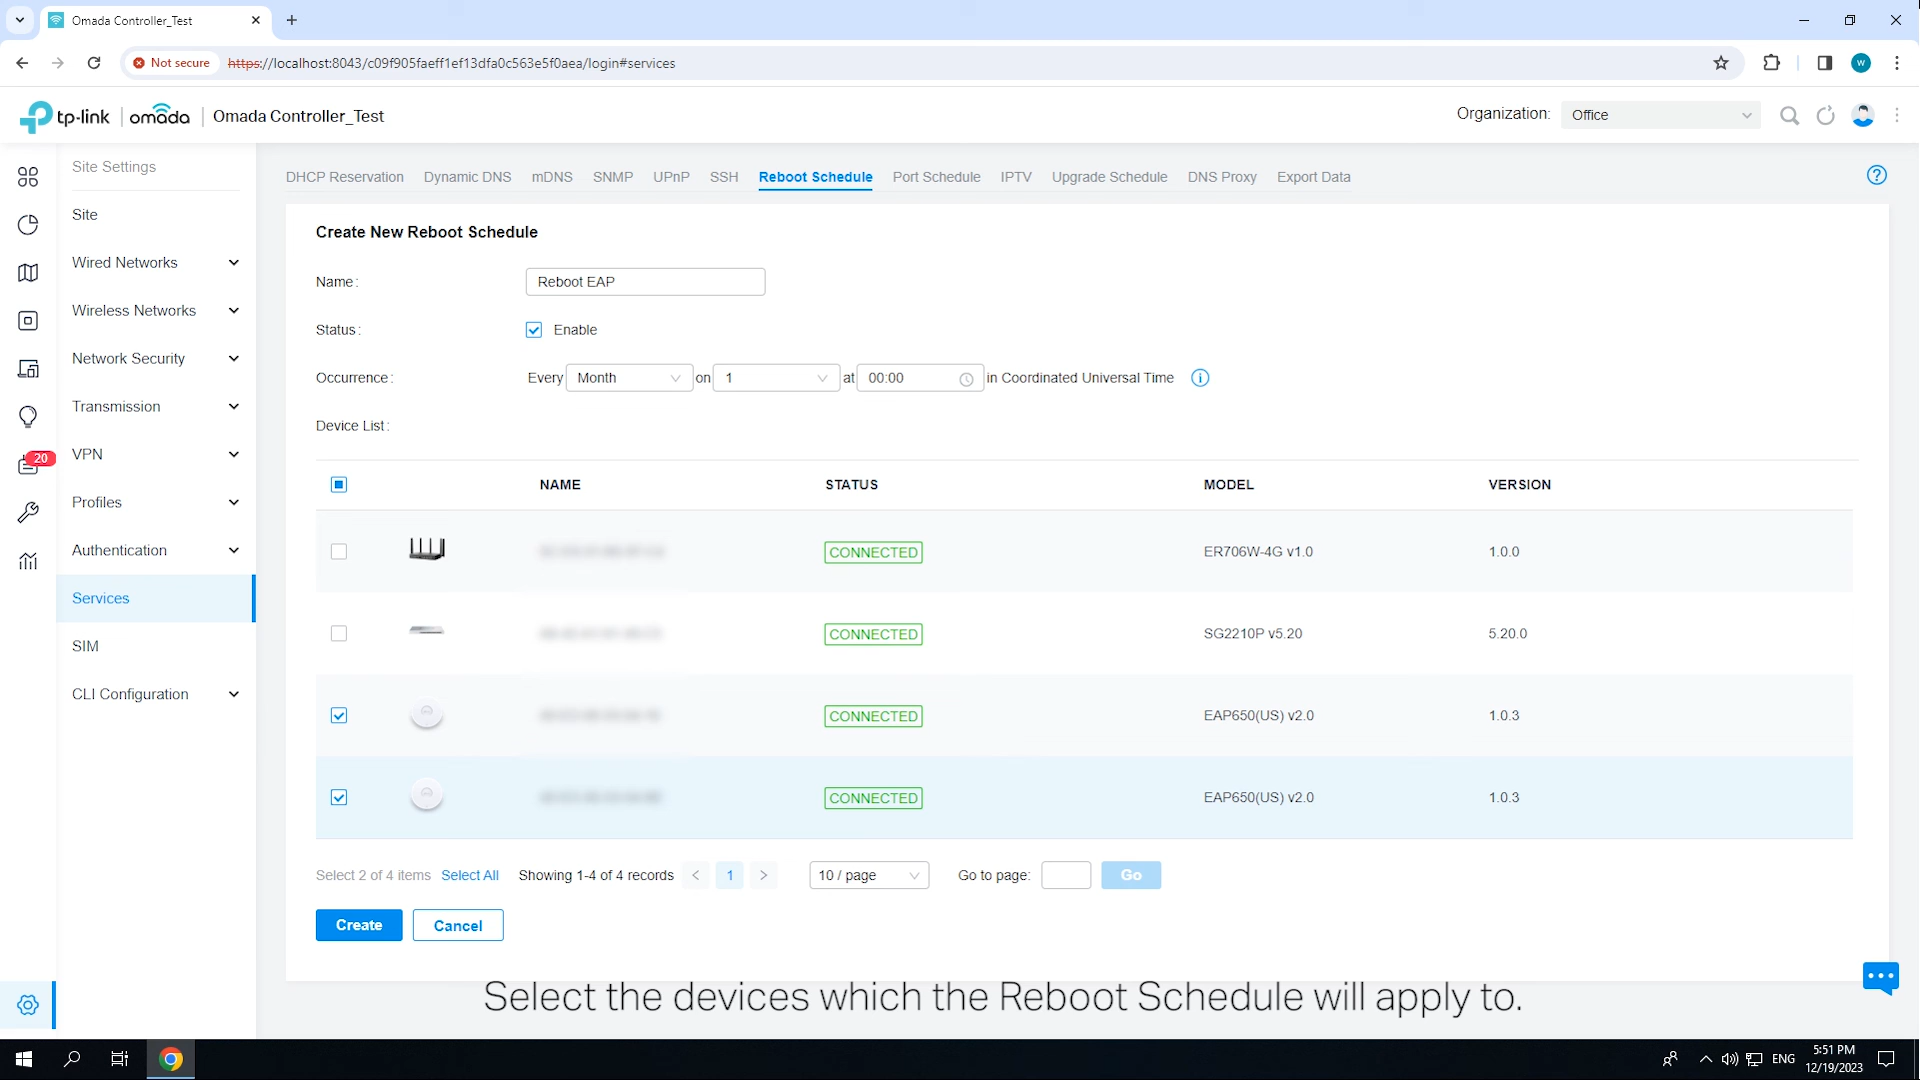 Omada Controller_Test
Not secure
https://localhost:8043/c09f905faeff1ef13dfa0c563e5f0aea/login#services
W
tp-link | omada | Omada Controller_Test
Organization: Office
Site Settings
Site
Wired Networks
Wireless Networks
Network Security
Transmission
20
VPN
Profiles
Authentication
Services
SIM
CLI Configuration
DHCP Reservation Dynamic DNS mDNS SNMP UPnP SSH Reboot Schedule Port Schedule IPTV Upgrade Schedule DNS Proxy Export Data
Create New Reboot Schedule
Name: Reboot EAP
Status: Enable
Occurrence: Every Month on 1 at 00:00 in Coordinated Universal Time
Device List:
NAME STATUS MODEL VERSION
CONNECTED ER706W-4G v1.0 1.0.0
CONNECTED SG2210P v5.20 5.20.0
CONNECTED EAP650(US) v2.0 1.0.3
CONNECTED EAP650(US) v2.0 1.0.3
Select 2 of 4 items Select All Showing 1-4 of 4 records < 1 > 10 / page Go to page: Go
Create Cancel
Select the devices which the Reboot Schedule will apply to.
ENG
5:51 PM
12/19/2023